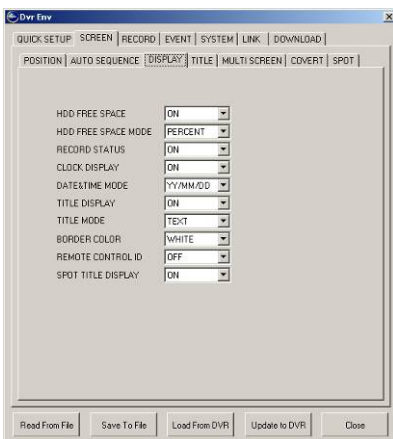 Dvr Env
QUICK SETUP SCREEN RECORD EVENT SYSTEM LINK DOWNLOAD
POSITION AUTO SEQUENCE DISPLAY TITLE MULTI SCREEN COVERT SPOT
HDD FREE SPACE ON
HDD FREE SPACE MODE PERCENT
RECORD STATUS ON
CLOCK DISPLAY ON
DATE&TIME MODE YY/MM/DD
TITLE DISPLAY ON
TITLE MODE TEXT
BORDER COLOR WHITE
REMOTE CONTROL ID OFF
SPOT TITLE DISPLAY ON
Read From File Save To File Load From DVR Update to DVR Close